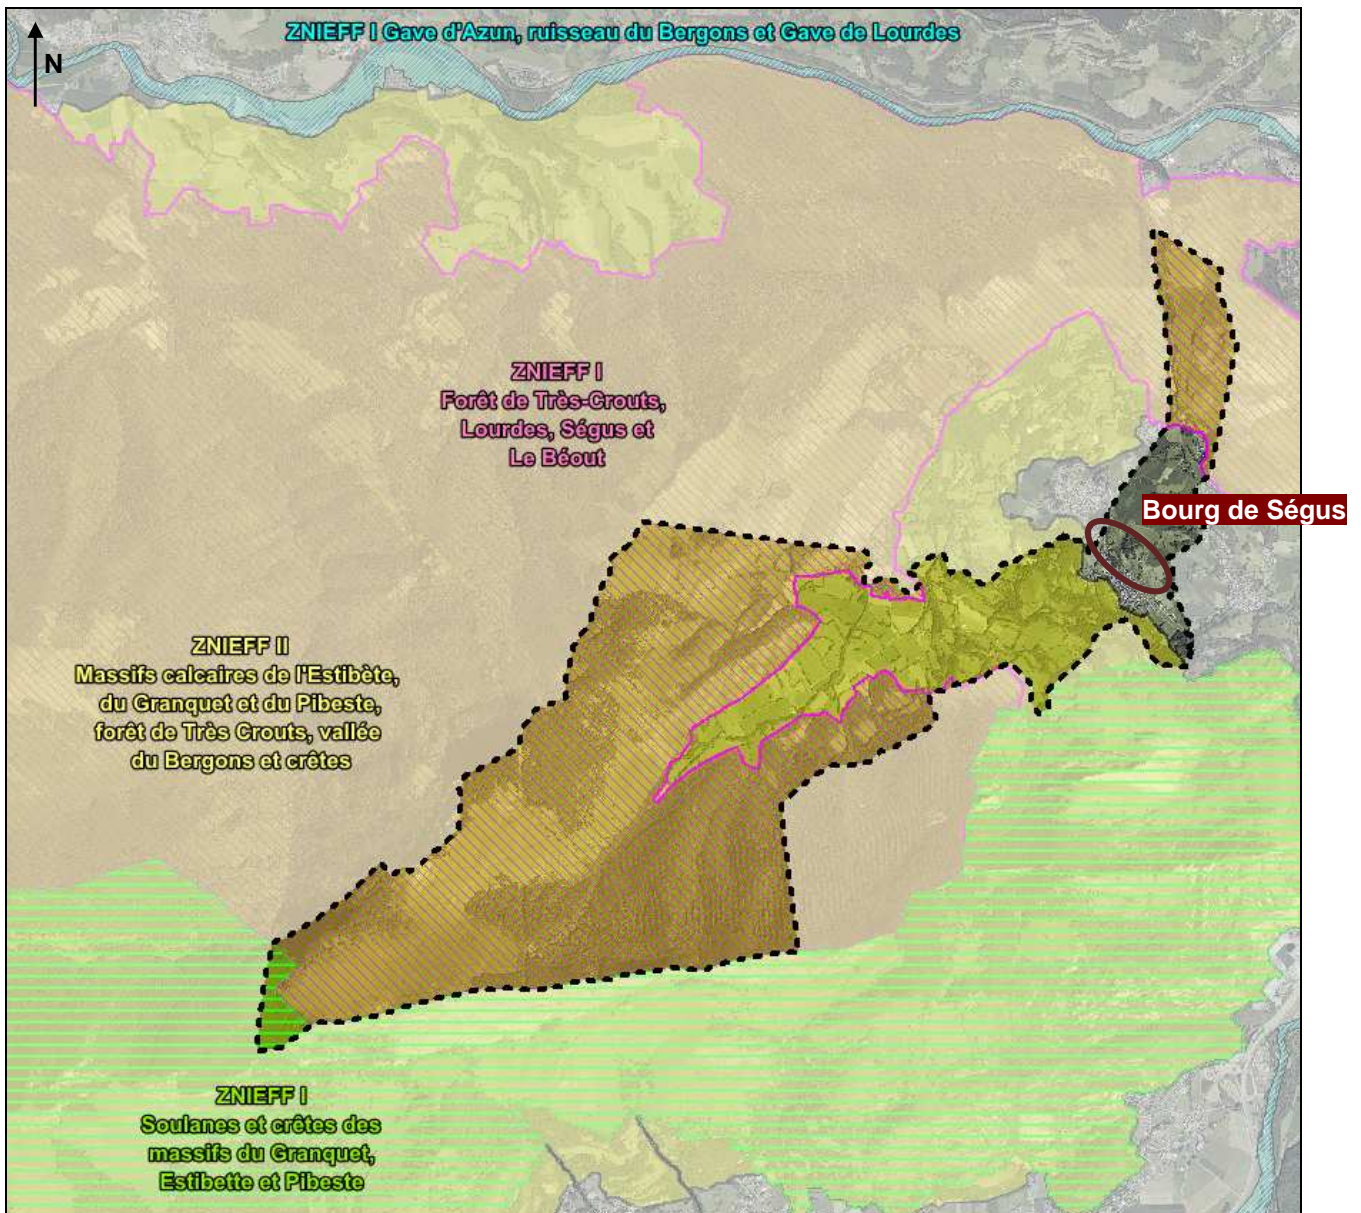 ZNIEFF I Gave d'Azun, ruisseau du Bergons et Gave de Lourdes
N
ZNIEFF I
Forêt de Très-Crouts,
Lourdes, Ségus et
Le Béout
Bourg de Ségus
ZNIEFF II
Massifs calcaires de l'Estibète,
du Granquet et du Pibeste,
forêt de Très Crouts, vallée
du Bergons et crêtes
ZNIEFF I
Soulanes et crêtes des
massifs du Granquet,
Estibette et Pibeste